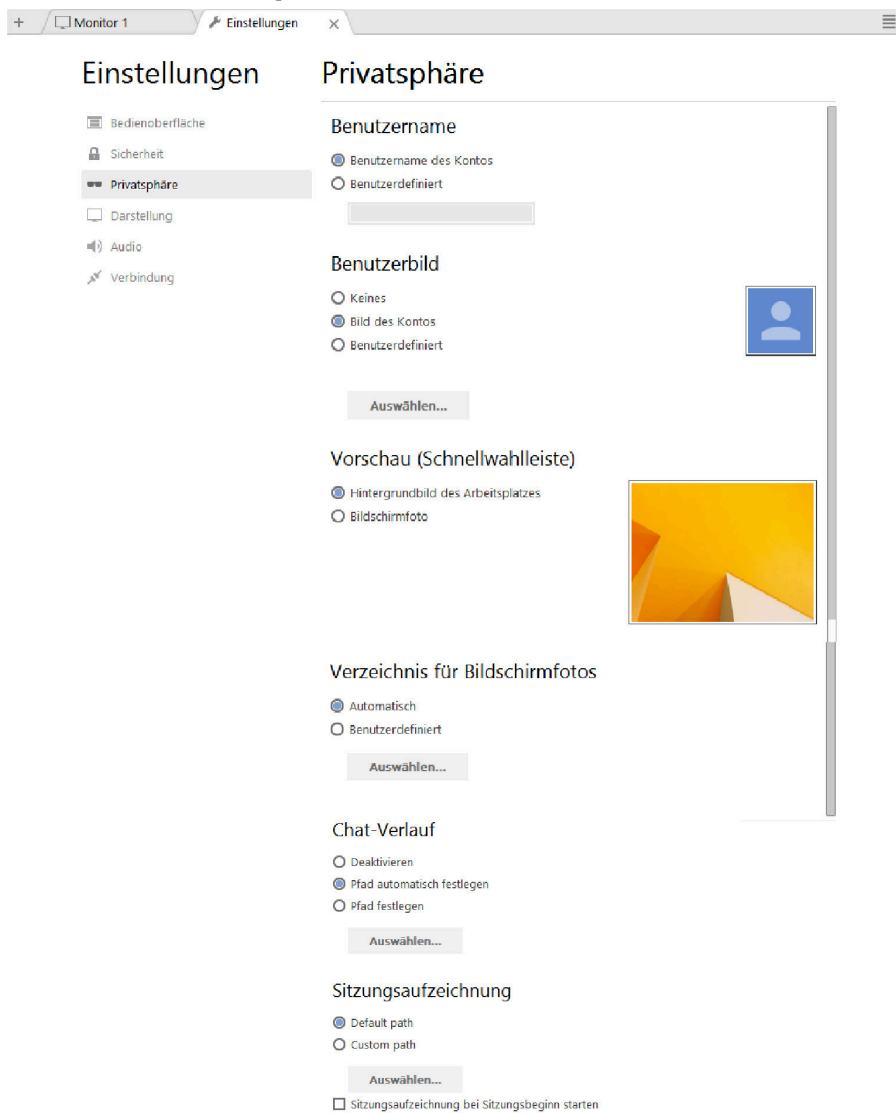 + Monitor 1 Einstellungen ×
Einstellungen
Bedienoberfläche
Sicherheit
Privatsphäre
Darstellung
Audio
Verbindung
Privatsphäre
Benutzername
Benutzername des Kontos
Benutzerdefiniert
Benutzerbild
Keines
Bild des Kontos
Benutzerdefiniert
Auswählen...
Vorschau (Schnellwahlleiste)
Hintergrundbild des Arbeitsplatzes
Bildschirmfoto
Verzeichnis für Bildschirmfotos
Automatisch
Benutzerdefiniert
Auswählen...
Chat-Verlauf
Deaktivieren
Pfad automatisch festlegen
Pfad festlegen
Auswählen...
Sitzungsaufzeichnung
Default path
Custom path
Auswählen...
Sitzungsaufzeichnung bei Sitzungsbeginn starten